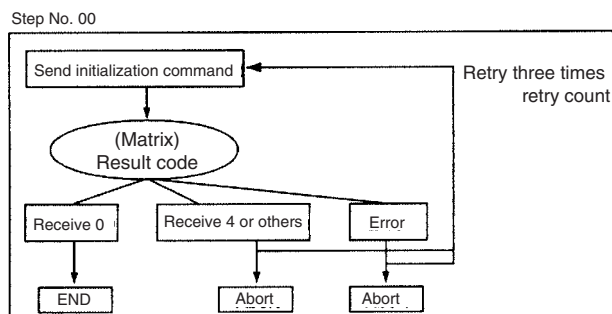 Step No. 00
Send initialization command
Retry three times
retry count
(Matrix)
Result code
Receive 0
Receive 4 or others
Error
END
Abort
Abort